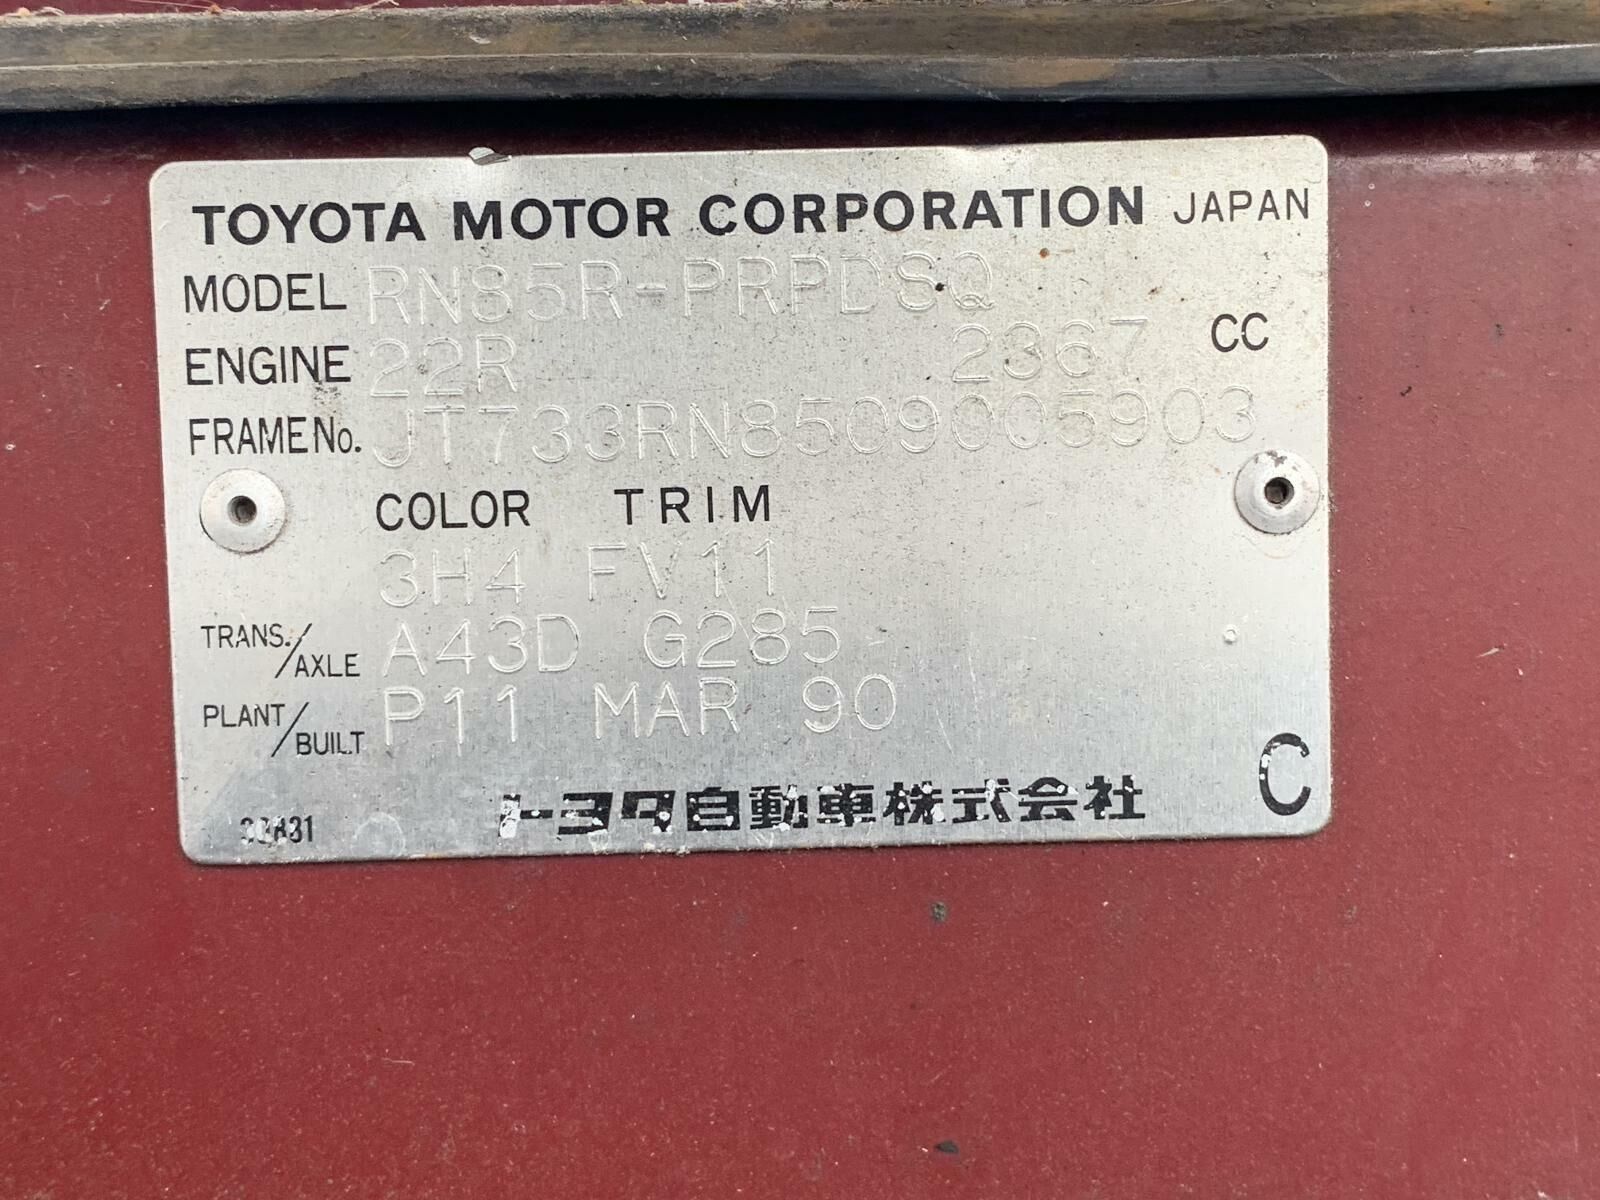 TOYOTA MOTOR CORPORATION JAPAN
MODEL RN85R-PRPDSQ
ENGINE 22R 2367 CC
FRAME No. JT733RN8509005903
COLOR TRIM
3H4 FV11
TRANS./AXLE A43D G285
PLANT/BUILT P11 MAR 90
トヨタ自動車株式会社
C